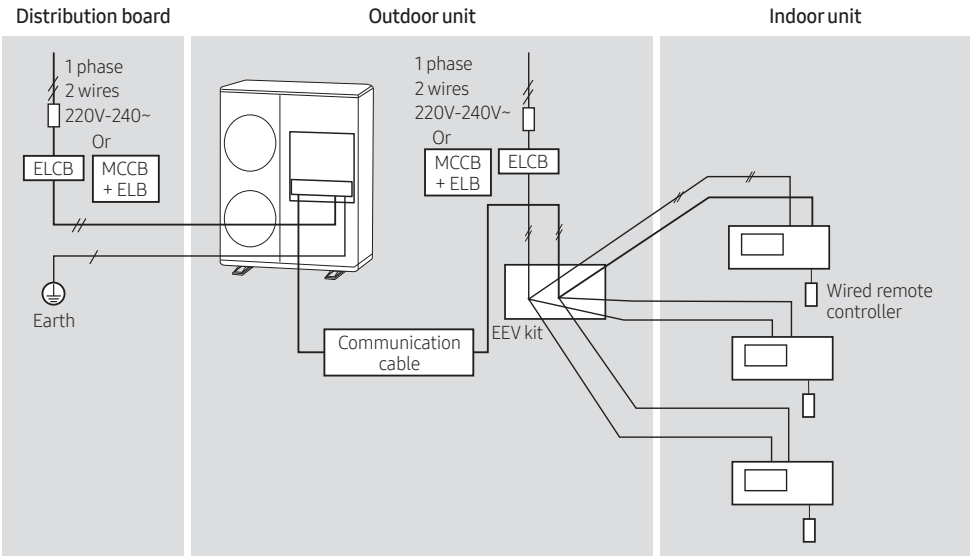 Distribution board
Outdoor unit
Indoor unit
1 phase
2 wires
220V-240~
Or
ELCB
MCCB
+ ELB
Earth
1 phase
2 wires
220V-240V~
Or
MCCB
+ ELB
ELCB
EEV kit
Communication
cable
Wired remote
controller